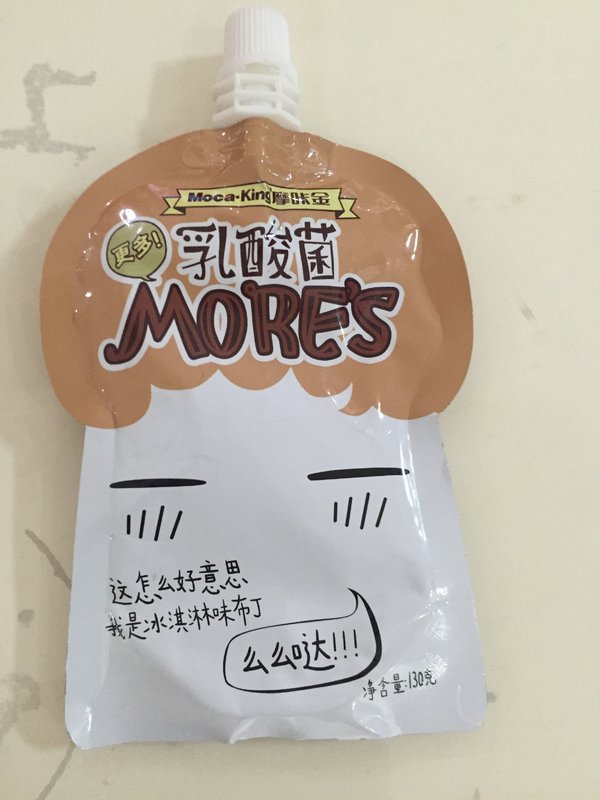 Moca·King摩咔金
更多!
乳酸菌
MORE'S
这怎么好意思
我是冰淇淋味布丁
么么哒!!!
净含量:130克